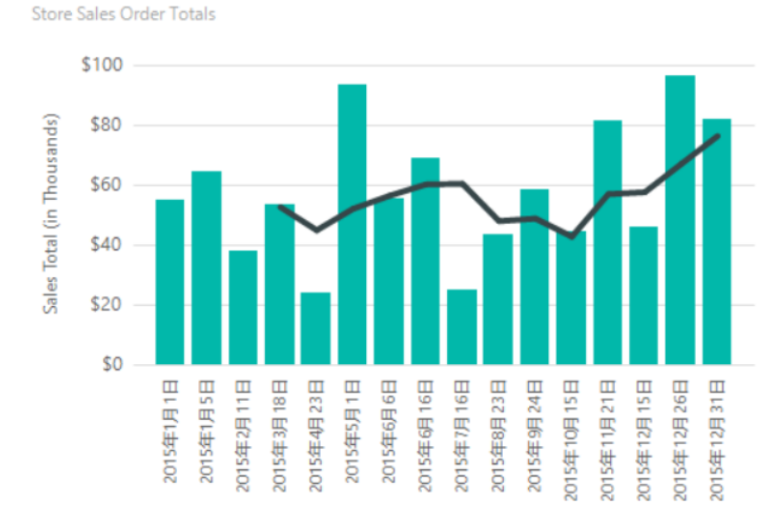 Store Sales Order Totals
$100
$80
$60
$40
$20
$0
Sales Total (in Thousands)
2015年1月1日
2015年1月5日
2015年2月11日
2015年3月18日
2015年4月23日
2015年5月1日
2015年6月6日
2015年6月16日
2015年7月16日
2015年8月23日
2015年9月24日
2015年10月15日
2015年11月21日
2015年12月15日
2015年12月26日
2015年12月31日